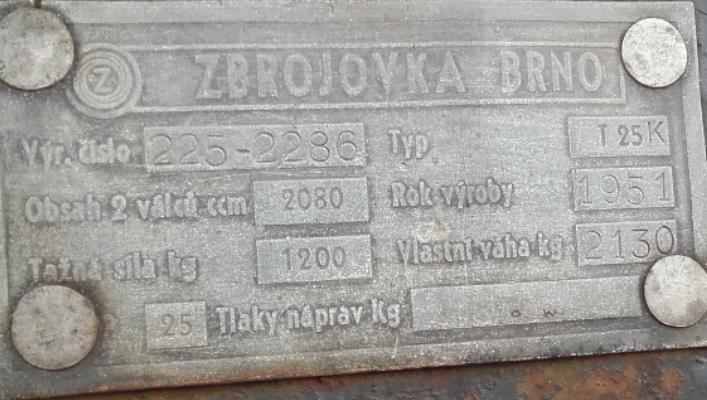 Z ZBROJOVKA BRNO
Výr. číslo 225-2286 Typ T 25K
Obsah 2 válců ccm 2080 Rok výroby 1951
Tažná síla kg 1200 Vlastní váha kg 2130
25 Tlaky náprav Kg